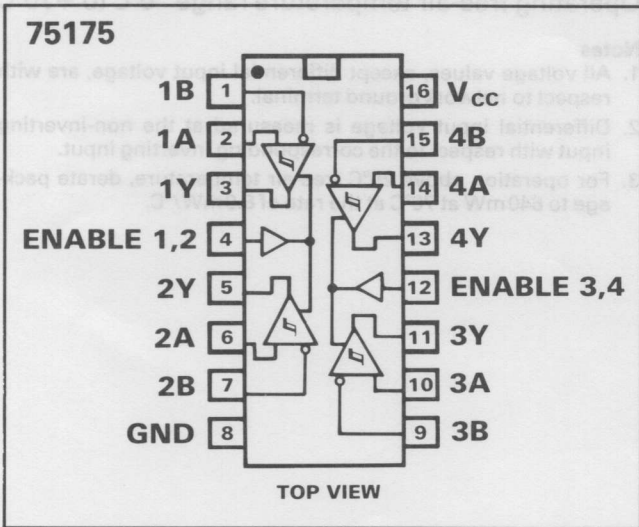 75175
1B 1 16 VCC
1A 2 15 4B
1Y 3 14 4A
ENABLE 1,2 4 13 4Y
2Y 5 12 ENABLE 3,4
2A 6 11 3Y
2B 7 10 3A
GND 8 9 3B
TOP VIEW